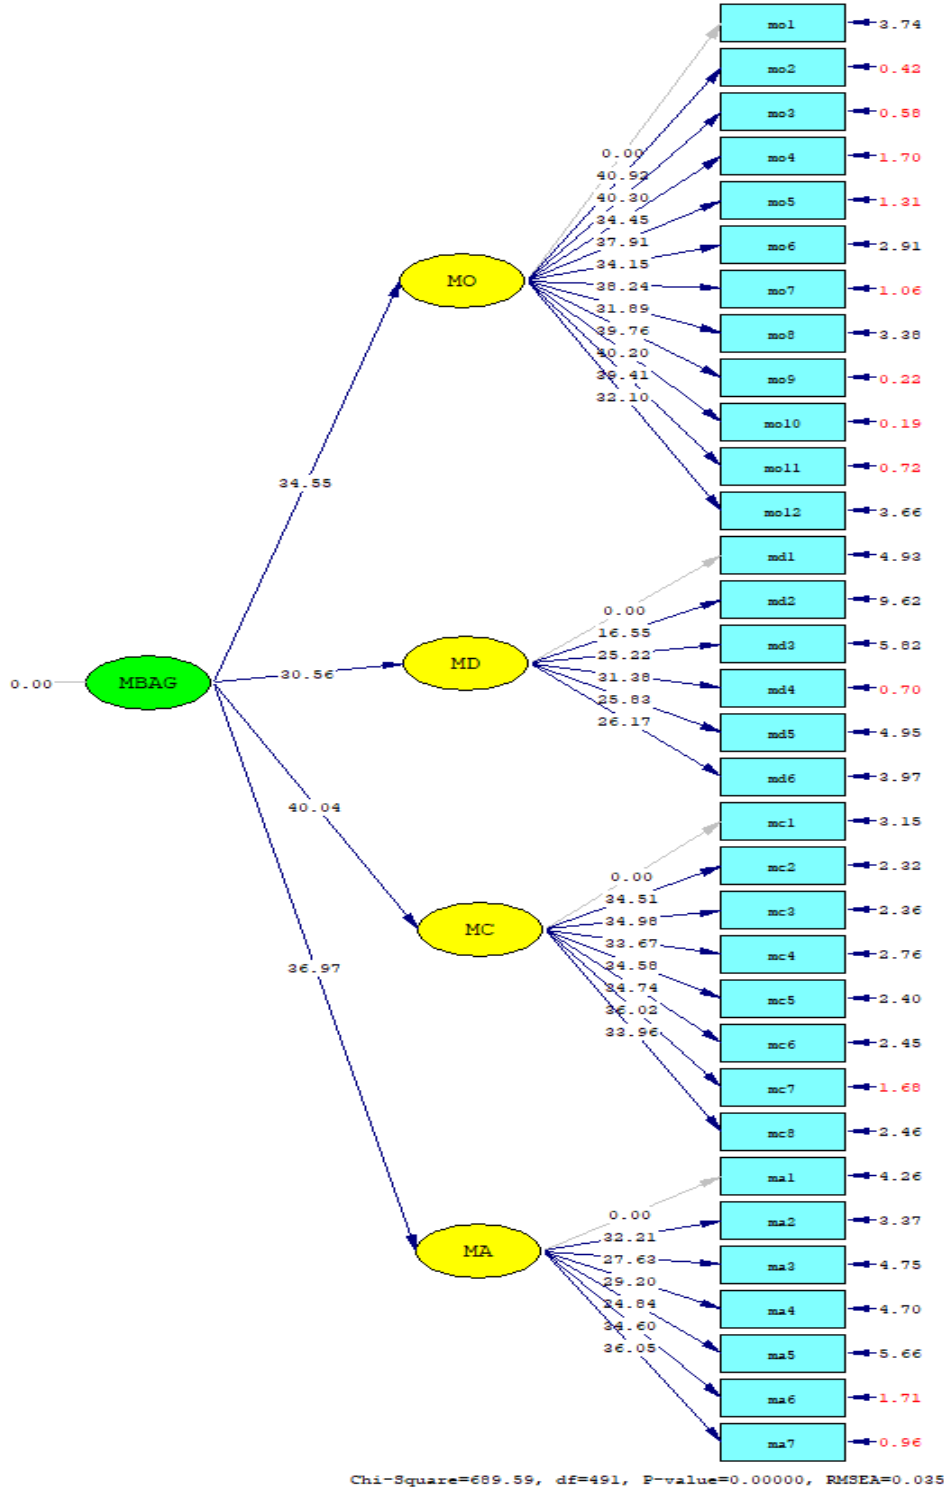 mo1 3.74
mo2 0.42
mo3 0.58
mo4 1.70
mo5 1.31
mo6 2.91
mo7 1.06
mo8 3.38
mo9 0.22
mo10 0.19
mo11 0.72
mo12 3.66
0.00
40.92
40.30
34.45
37.91
34.15
38.24
31.89
39.76
40.20
39.41
32.10
MO
34.55
md1 4.93
md2 9.62
md3 5.82
md4 0.70
md5 4.95
md6 3.97
0.00
16.55
25.22
31.38
25.83
26.17
MD
30.56
0.00 MBAG
mc1 3.15
mc2 2.32
mc3 2.36
mc4 2.76
mc5 2.40
mc6 2.45
mc7 1.68
mc8 2.46
0.00
34.51
34.98
33.67
34.58
34.74
36.02
33.96
MC
40.04
36.97
ma1 4.26
ma2 3.37
ma3 4.75
ma4 4.70
ma5 5.66
ma6 1.71
ma7 0.96
0.00
32.21
27.63
29.20
24.84
34.60
36.05
MA
Chi-Square=689.59, df=491, P-value=0.00000, RMSEA=0.035